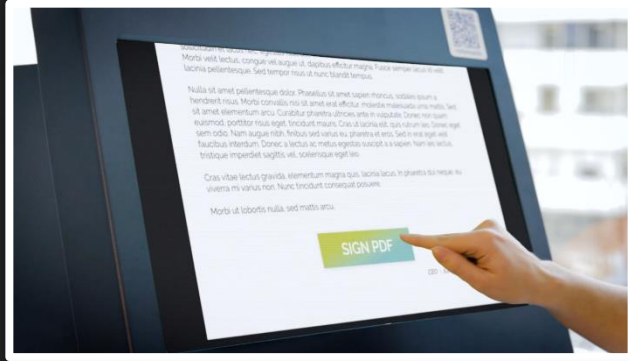 Morbi velit lectus, congue vel augue ut, dapibus efficitur magna. Fusce semper lacus id velit
lacinia pellentesque. Sed tempor risus ut nunc blandit tempus.
Nulla sit amet pellentesque dolor. Phasellus sit amet sapien rhoncus, sodales ipsum a,
hendrerit risus. Morbi convallis nisi sit amet erat efficitur, molestie malesuada urna mattis. Sed
sit amet elementum arcu. Curabitur pharetra ultricies ante in vulputate. Donec non quam
euismod, porttitor risus eget, tincidunt mauris. Cras ut lacinia elit, quis rutrum leo. Donec eget
sem odio. Nam augue nibh, finibus sed varius eu, pharetra et eros. Sed in erat eget velit
faucibus interdum. Donec a lectus ac metus egestas suscipit a a sapien. Nam leo lectus,
tristique imperdiet sagittis vel, scelerisque eget leo.
Cras vitae lectus gravida, elementum magna quis, lacinia lacus. In pharetra dui neque, eu
viverra mi varius non. Nunc tincidunt consequat posuere.
Morbi ut lobortis nulla, sed mattis arcu.
SIGN PDF